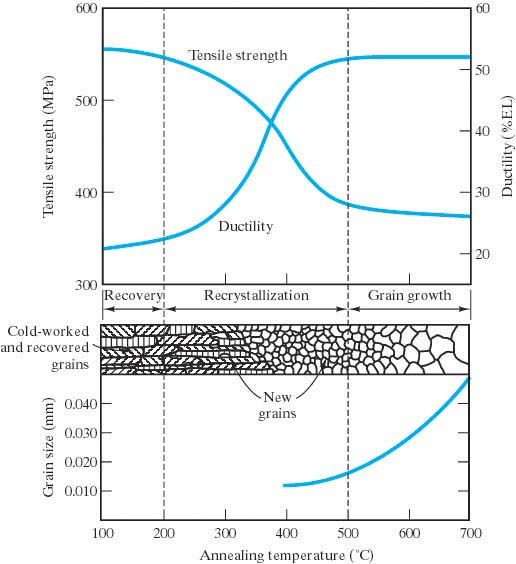 600
60
Tensile strength
50
500
Tensile strength (MPa)
40
Ductility (%EL)
400
30
Ductility
20
300
Recovery
Recrystallization
Grain growth
Cold-worked
and recovered
grains
New
grains
0.040
0.030
0.020
0.010
Grain size (mm)
100
200
300
400
500
600
700
Annealing temperature (°C)